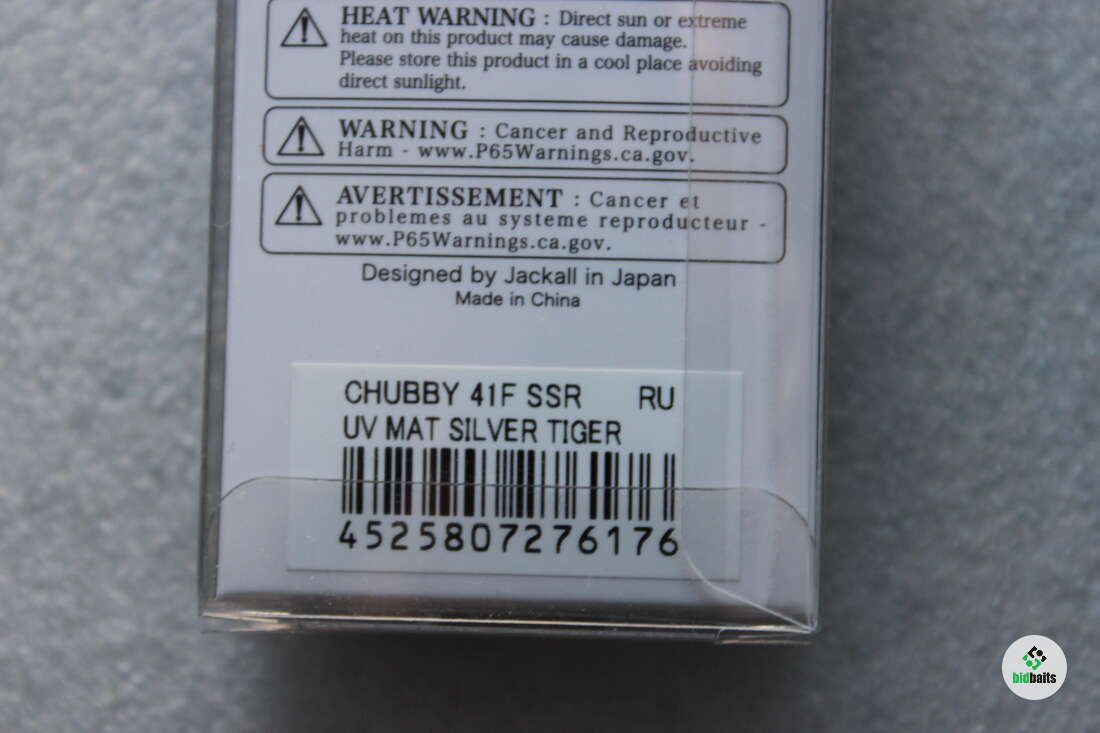 HEAT WARNING : Direct sun or extreme
heat on this product may cause damage.
Please store this product in a cool place avoiding
direct sunlight.
WARNING : Cancer and Reproductive
Harm - www.P65Warnings.ca.gov.
AVERTISSEMENT : Cancer et
problemes au systeme reproducteur -
www.P65Warnings.ca.gov.
Designed by Jackall in Japan
Made in China
CHUBBY 41F SSR RU
UV MAT SILVER TIGER
4525807276176
bidbaits